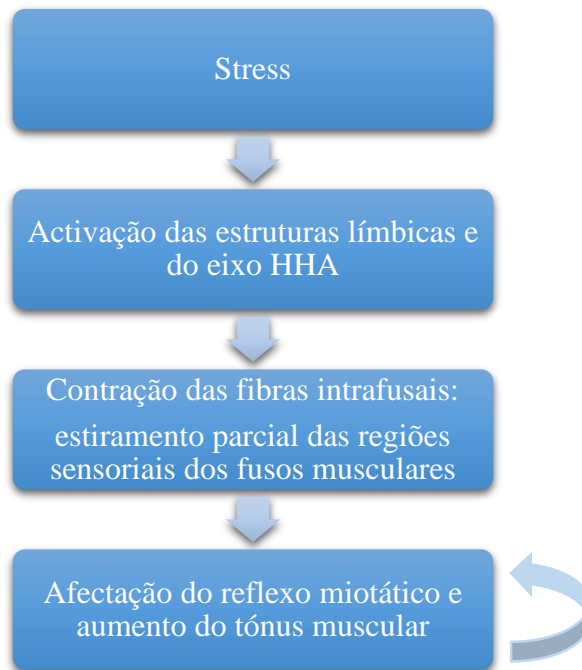 Stress
Activação das estruturas límbicas e
do eixo HHA
Contração das fibras intrafusais:
estiramento parcial das regiões
sensoriais dos fusos musculares
Afectação do reflexo miotático e
aumento do tónus muscular